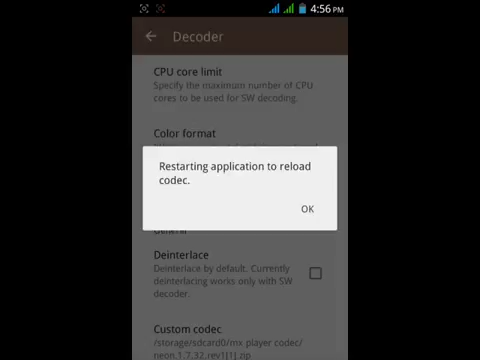 4:56 PM
Decoder
CPU core limit
Specify the maximum number of CPU
cores to be used for SW decoding.
Color format
Restarting application to reload
codec.
OK
General
Deinterlace
Deinterlace by default. Currently
deinterlacing works only with SW
decoder.
Custom codec
/storage/sdcard0/mx player codec/
neon.1.7.32.rev1[1].zip